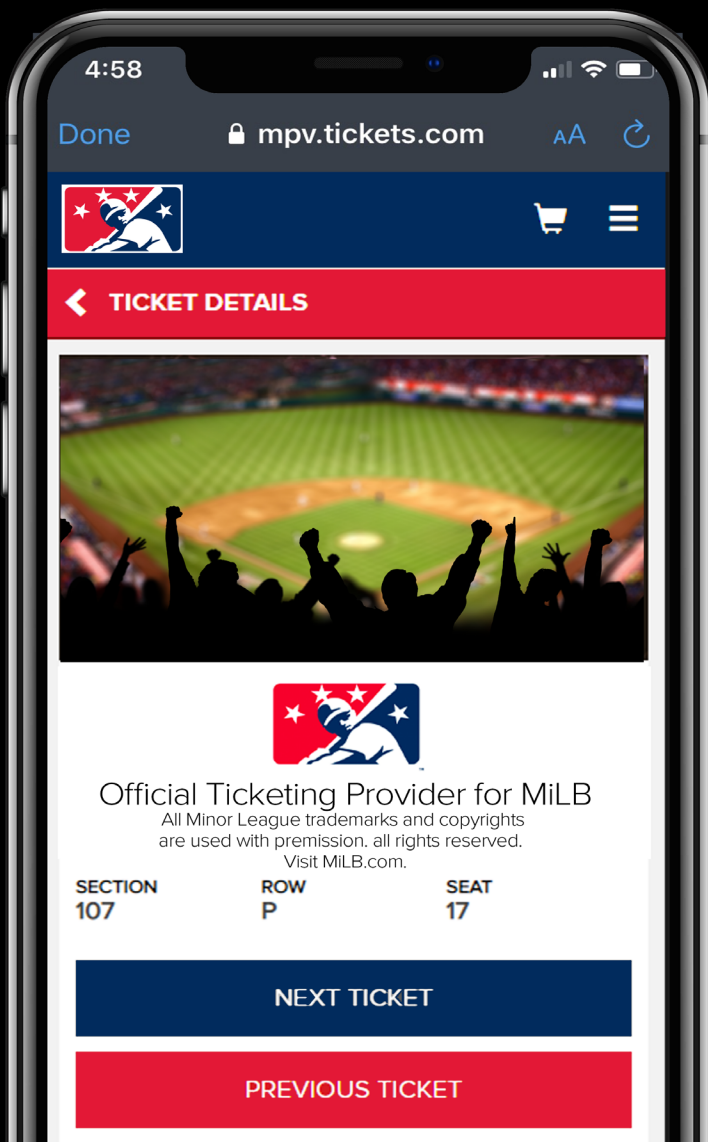 4:58
Done mpv.tickets.com AA
TICKET DETAILS
Official Ticketing Provider for MiLB
All Minor League trademarks and copyrights
are used with premission. all rights reserved.
Visit MiLB.com.
SECTION ROW SEAT
107 P 17
NEXT TICKET
PREVIOUS TICKET